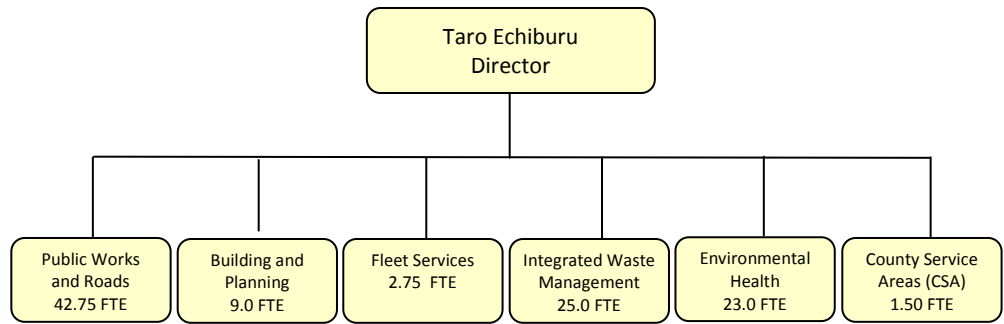 Taro Echiburu
Director
Public Works
and Roads
42.75 FTE
Building and
Planning
9.0 FTE
Fleet Services
2.75 FTE
Integrated Waste
Management
25.0 FTE
Environmental
Health
23.0 FTE
County Service
Areas (CSA)
1.50 FTE